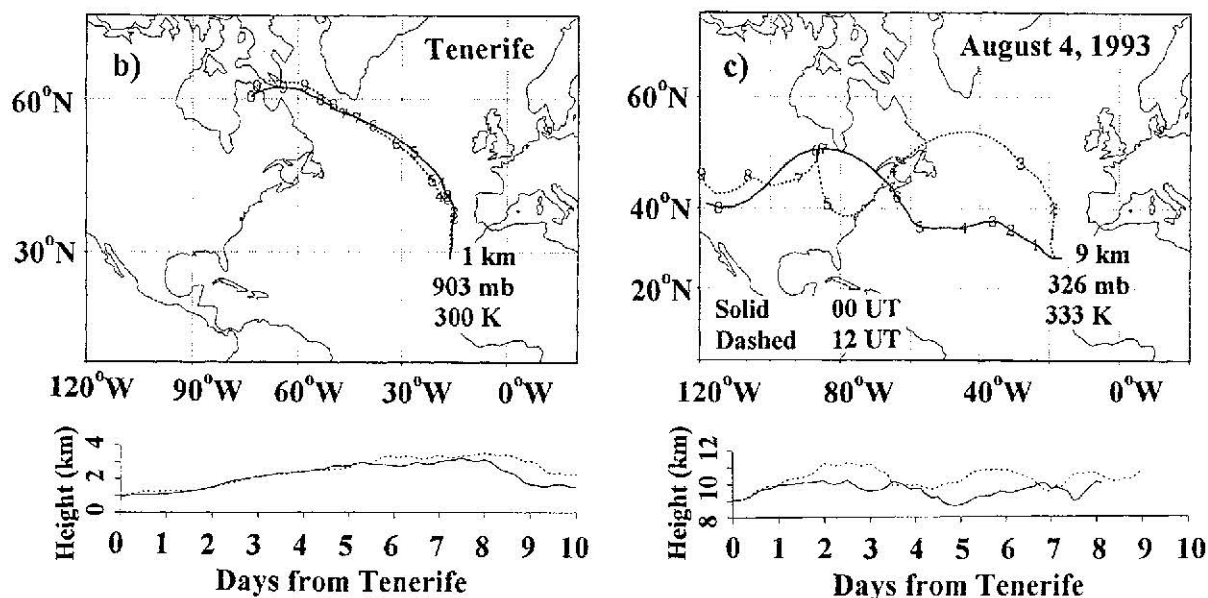 b)
Tenerife
60°N
30°N
1 km
903 mb
300 K
120°W 90°W 60°W 30°W 0°W
Height (km)
0 2 4
0 1 2 3 4 5 6 7 8 9 10
Days from Tenerife
c)
August 4, 1993
60°N
40°N
20°N
9 km
326 mb
333 K
Solid 00 UT
Dashed 12 UT
120°W 80°W 40°W 0°W
Height (km)
8 10 12
0 1 2 3 4 5 6 7 8 9 10
Days from Tenerife